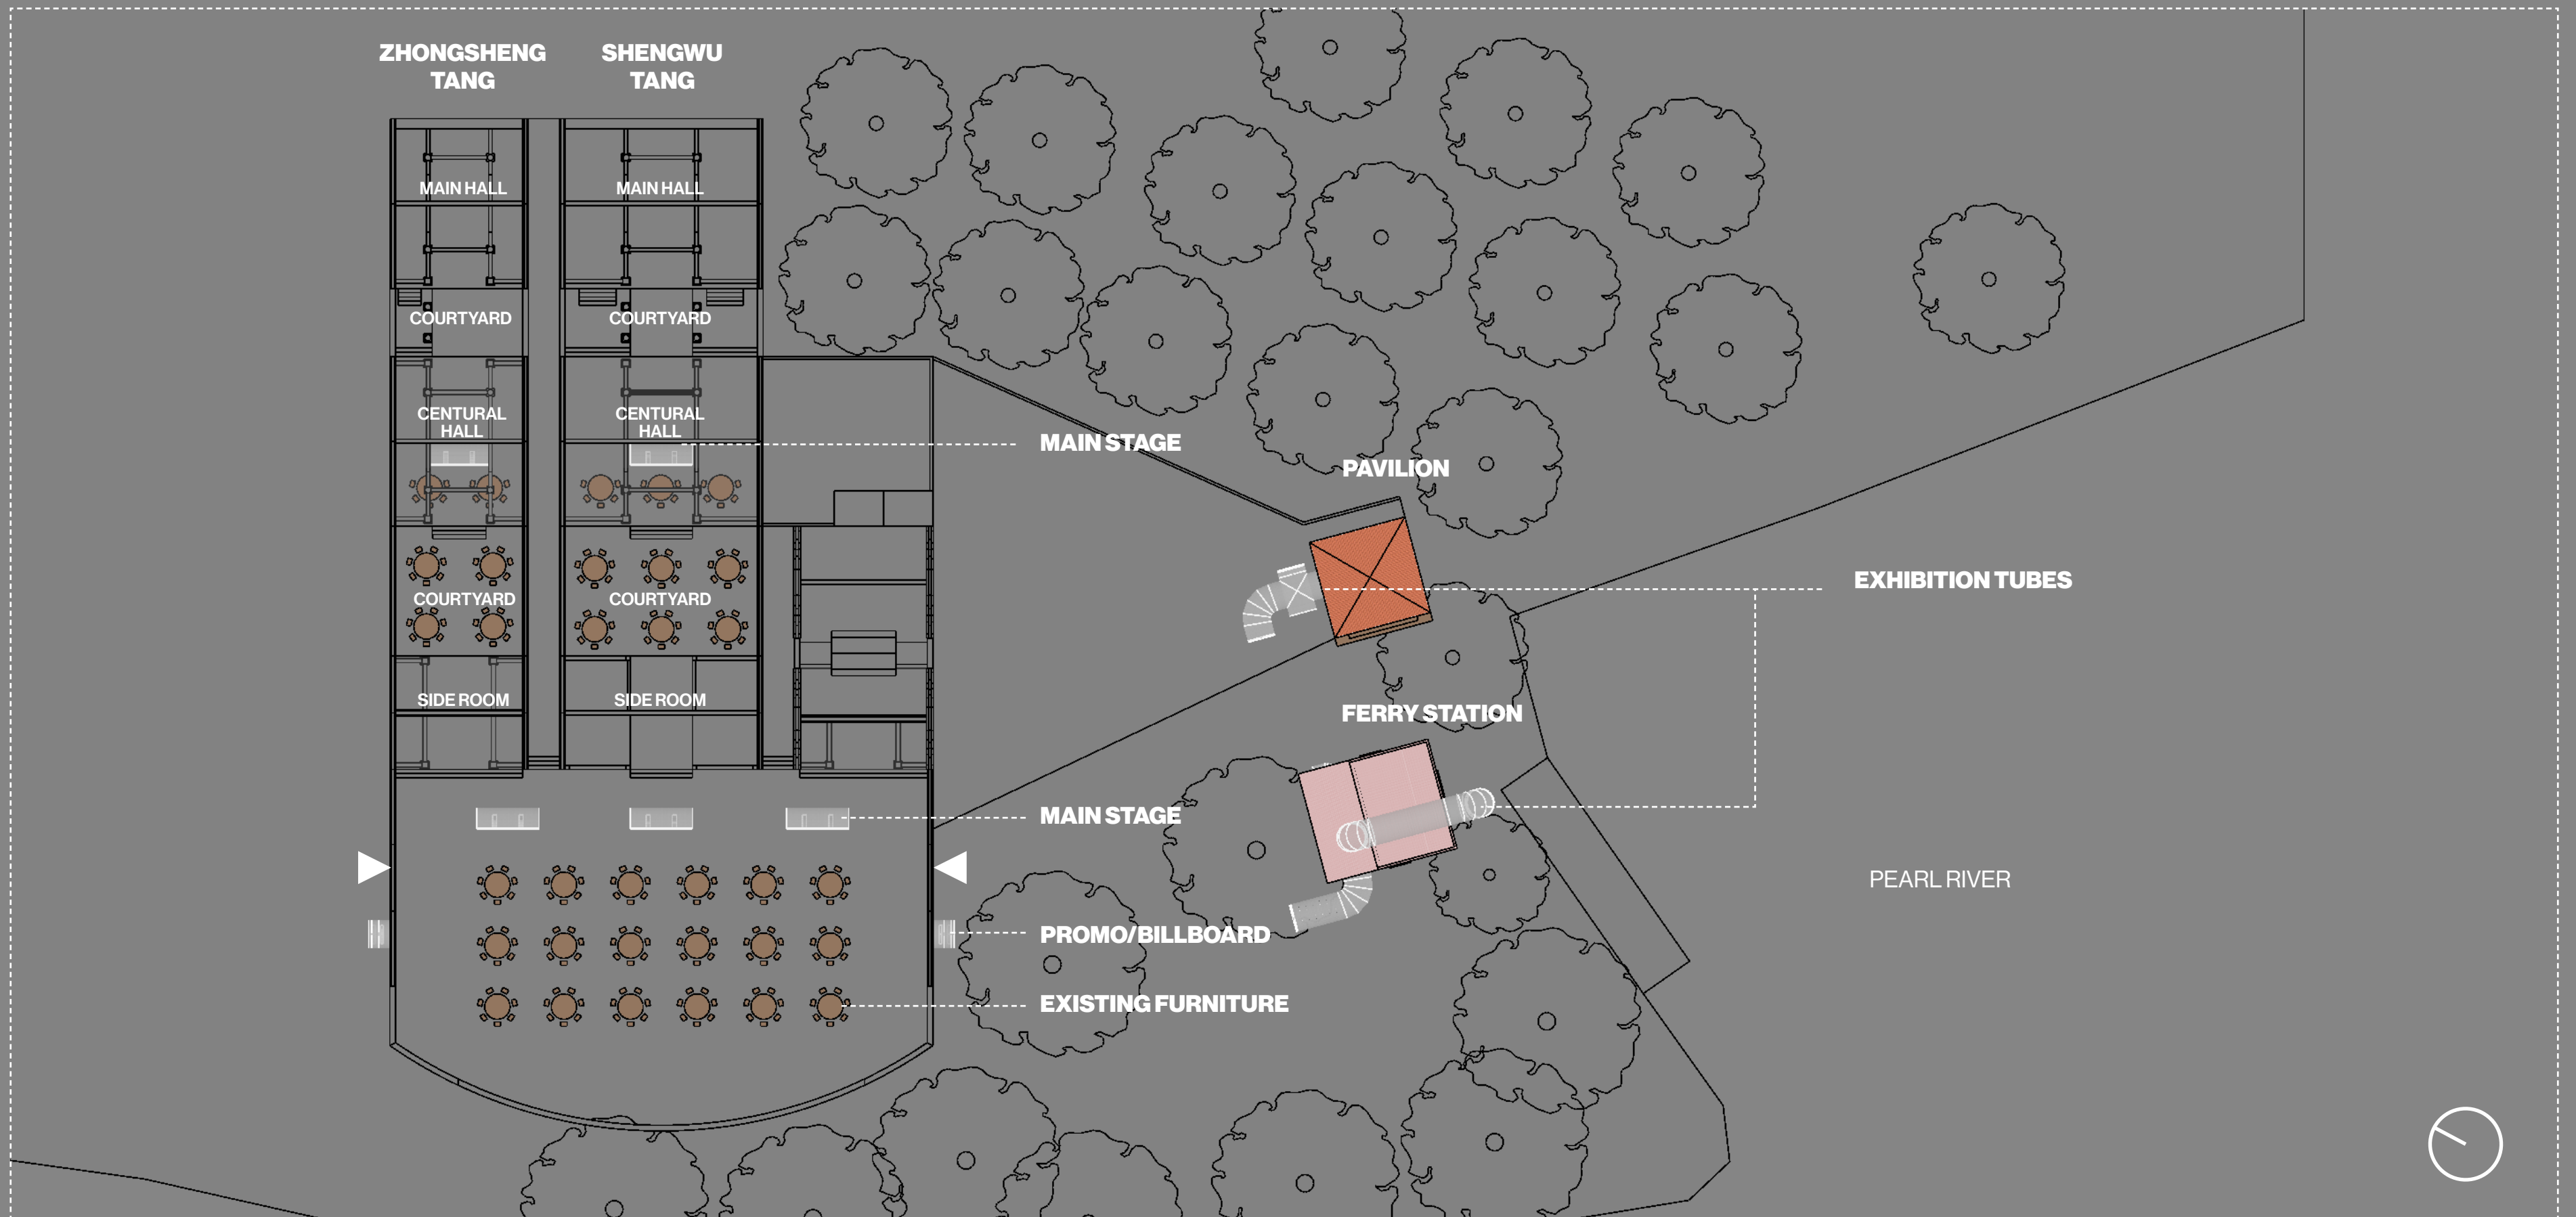 ZHONGSHENG
TANG
SHENGWU
TANG
MAIN HALL
MAIN HALL
COURTYARD
COURTYARD
CENTURAL
HALL
CENTURAL
HALL
MAIN STAGE
PAVILION
EXHIBITION TUBES
COURTYARD
COURTYARD
SIDE ROOM
SIDE ROOM
FERRY STATION
MAIN STAGE
PEARL RIVER
PROMO/BILLBOARD
EXISTING FURNITURE